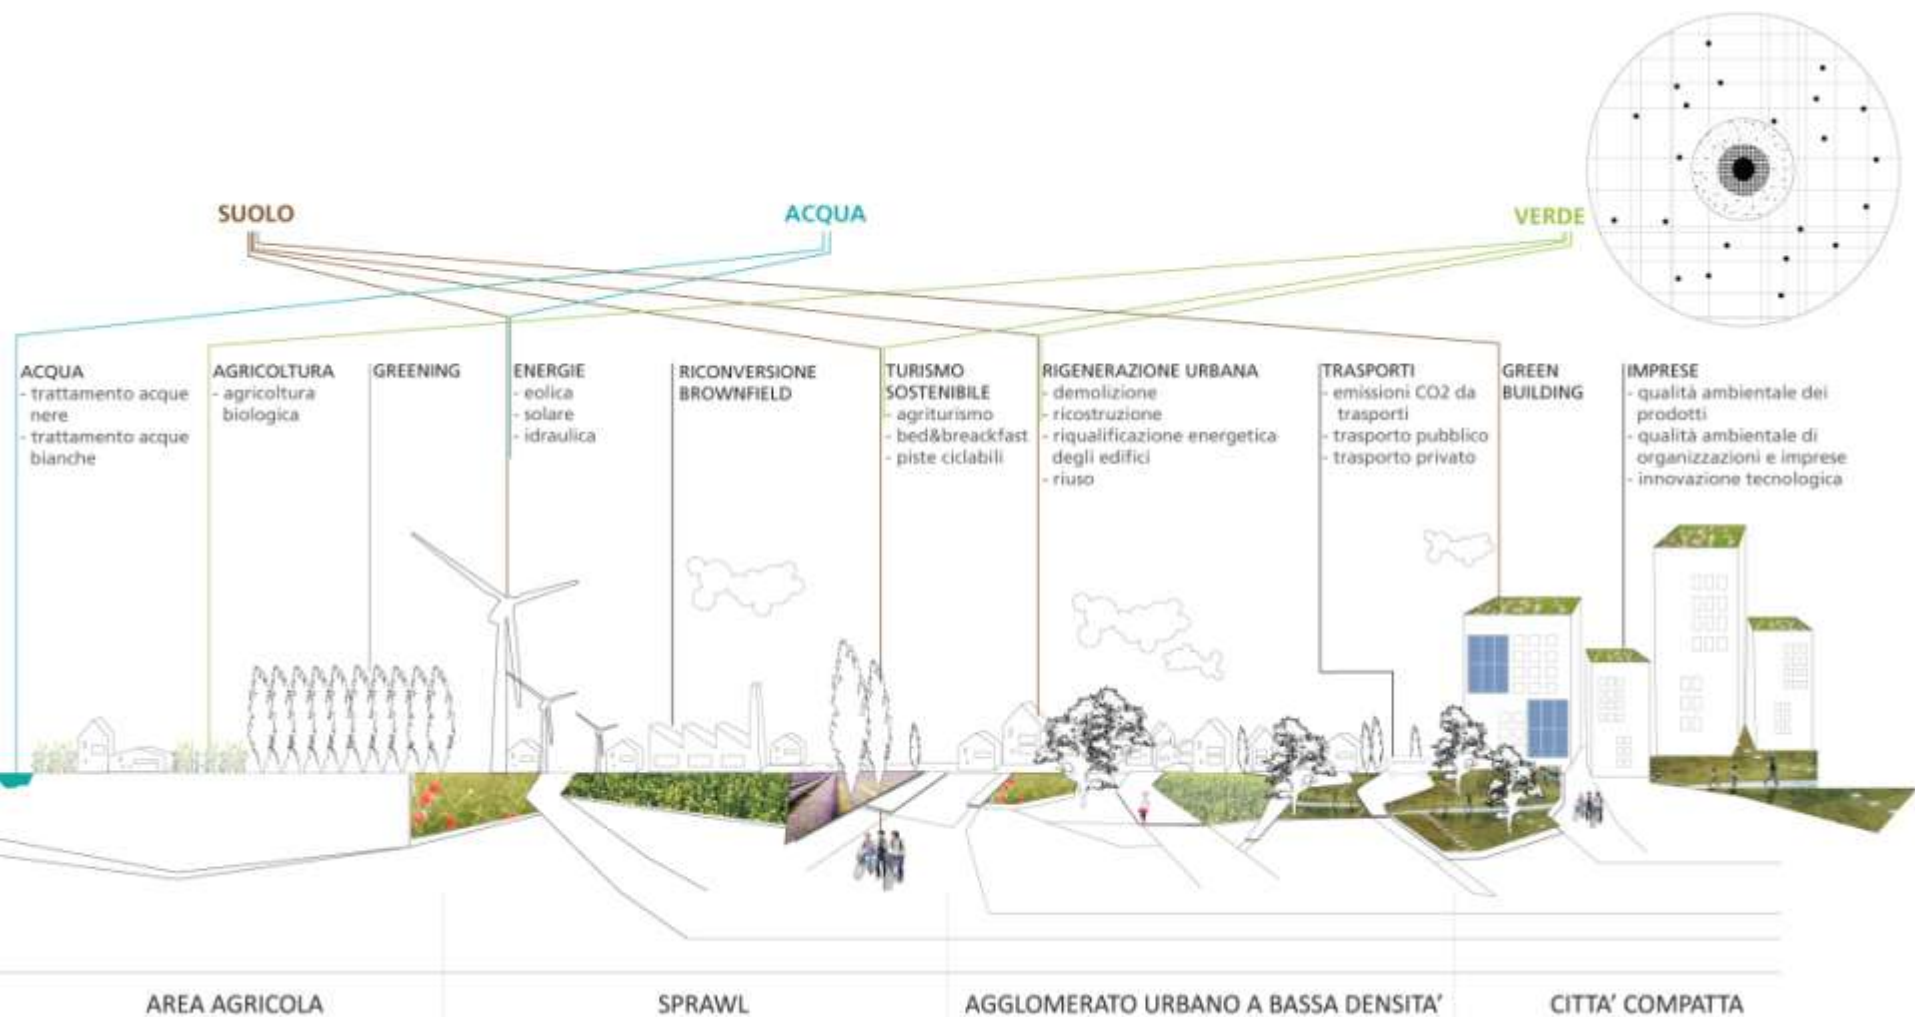 SUOLO
ACQUA
VERDE
ACQUA
- trattamento acque
nere
- trattamento acque
bianche
AGRICOLTURA
- agricoltura
biologica
GREENING
ENERGIE
- eolica
- solare
- idraulica
RICONVERSIONE
BROWNFIELD
TURISMO
SOSTENIBILE
- agriturismo
- bed&breackfast
- piste ciclabili
RIGENERAZIONE URBANA
- demolizione
- ricostruzione
- riqualificazione energetica
degli edifici
- riuso
TRASPORTI
- emissioni CO2 da
trasporti
- trasporto pubblico
- trasporto privato
GREEN
BUILDING
IMPRESE
- qualità ambientale dei
prodotti
- qualità ambientale di
organizzazioni e imprese
- innovazione tecnologica
AREA AGRICOLA
SPRAWL
AGGLOMERATO URBANO A BASSA DENSITA'
CITTA' COMPATTA